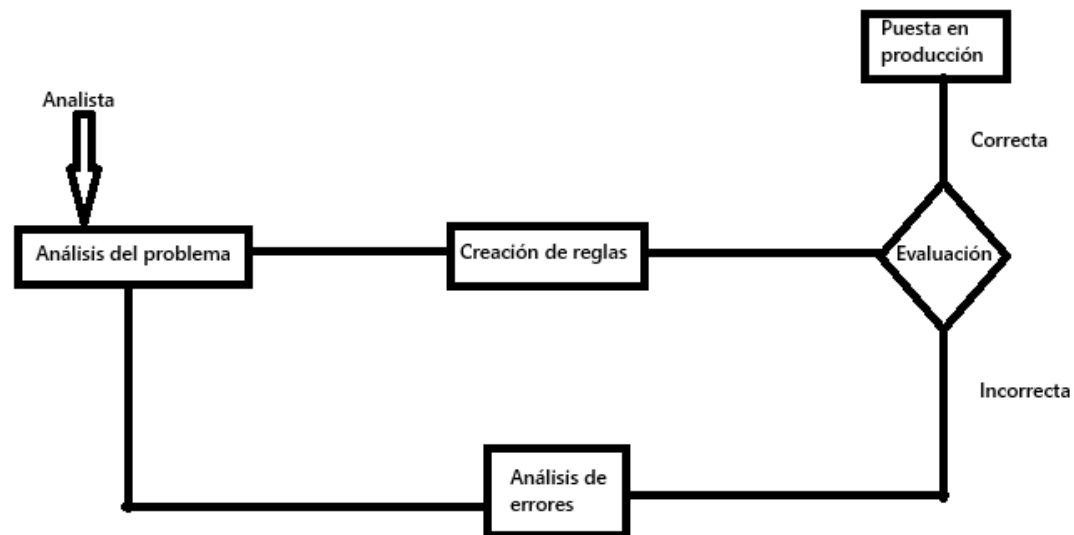 Puesta en
producción
Analista
Correcta
Análisis del problema
Creación de reglas
Evaluación
Incorrecta
Análisis de
errores